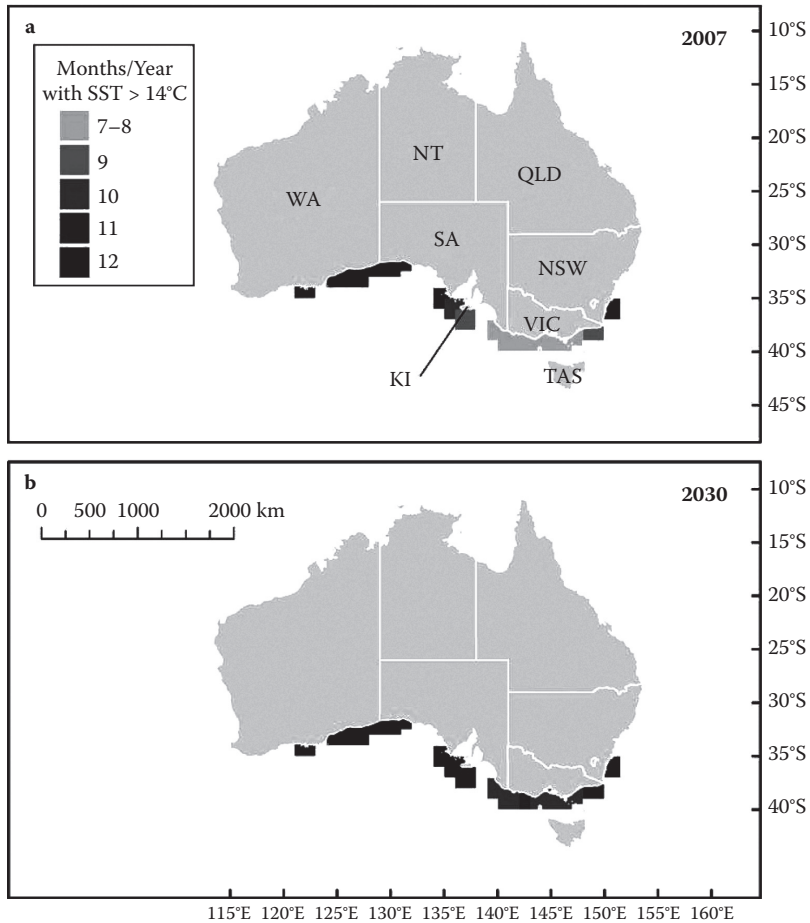 a
2007
Months/Year
with SST > 14°C
7–8
9
10
11
12
WA
NT
QLD
SA
NSW
VIC
KI
TAS
10°S
15°S
20°S
25°S
30°S
35°S
40°S
45°S
b
2030
0 500 1000 2000 km
10°S
15°S
20°S
25°S
30°S
35°S
40°S
115°E 120°E 125°E 130°E 135°E 140°E 145°E 150°E 155°E 160°E